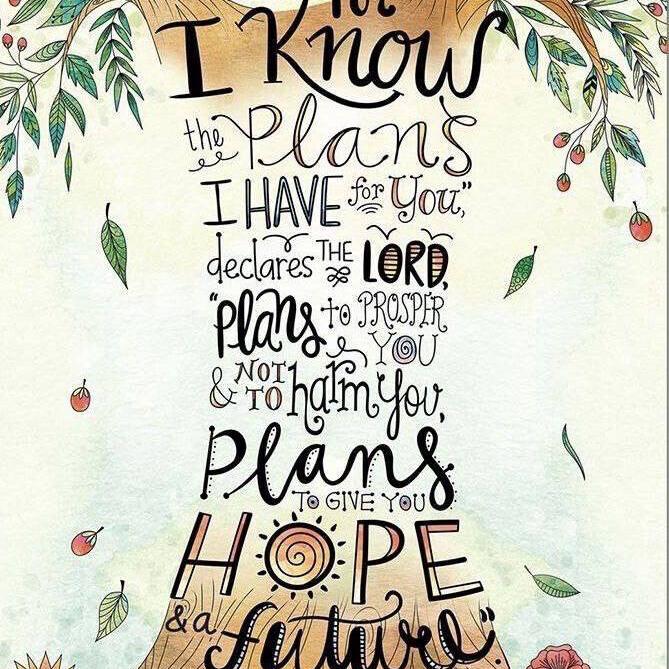 For
I Know
the Plans
I HAVE for You,"
declares THE LORD,
"Plans to PROSPER
YOU
& NOT TO harm you,
Plans
TO GIVE YOU
HOPE
& a future."